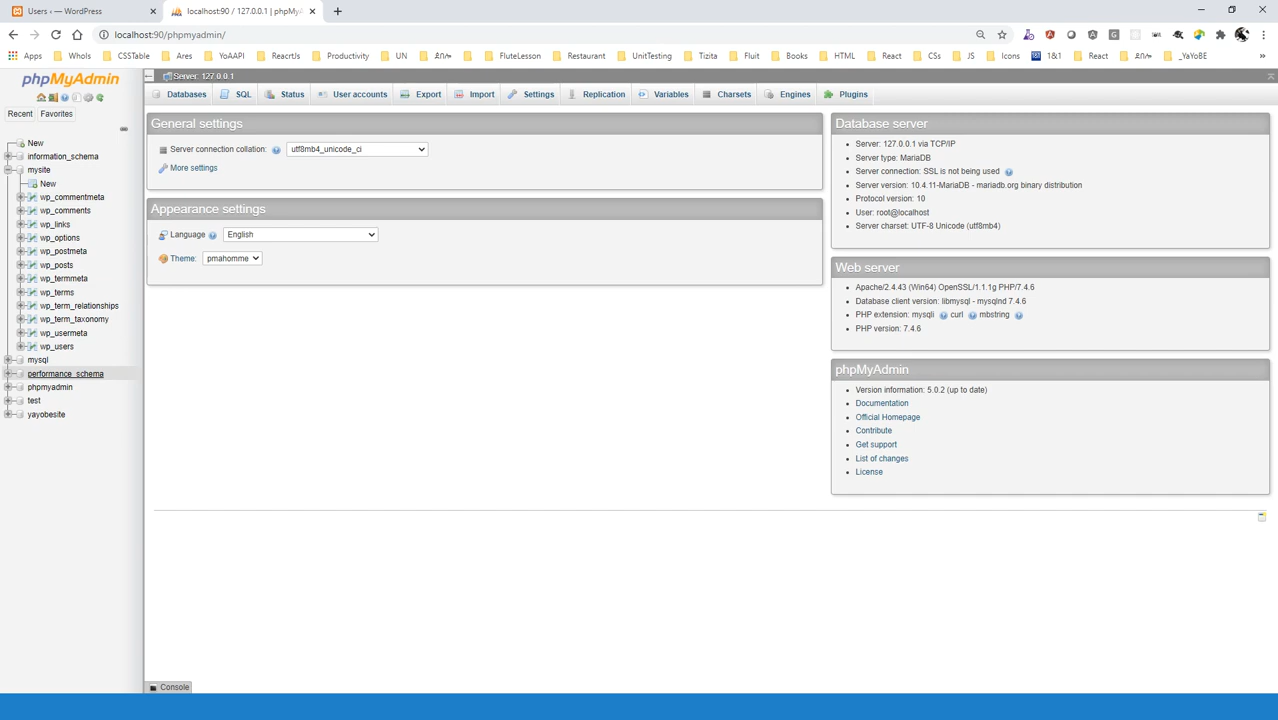 Users ‹ — WordPress
localhost:90 / 127.0.0.1 | phpMyA
localhost:90/phpmyadmin/
Apps WhoIs CSSTable Arc YoAAPI ReactrIs Productivity UN FluteLesson Restaurant UnitTesting Tizita Fluit Books HTML React CSs JS Icons 1&1 React _YaYoBE
phpMyAdmin
Server: 127.0.0.1
Databases SQL Status User accounts Export Import Settings Replication Variables Charsets Engines Plugins
Recent Favorites
New
information_schema
mysite
New
wp_commentmeta
wp_comments
wp_links
wp_options
wp_postmeta
wp_posts
wp_termmeta
wp_terms
wp_term_relationships
wp_term_taxonomy
wp_usermeta
wp_users
mysql
performance_schema
phpmyadmin
test
yayobesite
General settings
Server connection collation: utf8mb4_unicode_ci
More settings
Appearance settings
Language English
Theme: pmahomme
Database server
Server: 127.0.0.1 via TCP/IP
Server type: MariaDB
Server connection: SSL is not being used
Server version: 10.4.11-MariaDB - mariadb.org binary distribution
Protocol version: 10
User: root@localhost
Server charset: UTF-8 Unicode (utf8mb4)
Web server
Apache/2.4.43 (Win64) OpenSSL/1.1.1g PHP/7.4.6
Database client version: libmysql - mysqlnd 7.4.6
PHP extension: mysqli curl mbstring
PHP version: 7.4.6
phpMyAdmin
Version information: 5.0.2 (up to date)
Documentation
Official Homepage
Contribute
Get support
List of changes
License
Console